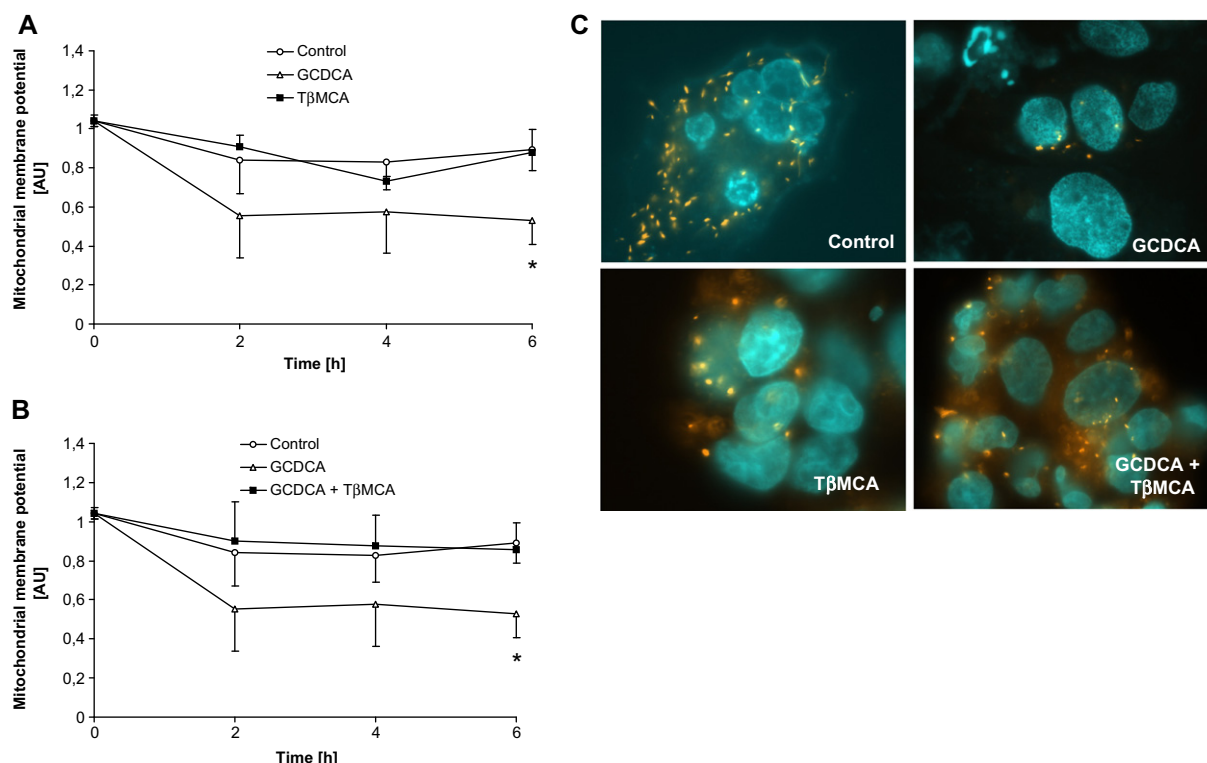 A
Mitochondrial membrane potential
[AU]
1,4
1,2
1
0,8
0,6
0,4
0,2
0
0
2
4
6
Time [h]
Control
GCDCA
TβMCA
*
B
Mitochondrial membrane potential
[AU]
1,4
1,2
1
0,8
0,6
0,4
0,2
0
0
2
4
6
Time [h]
Control
GCDCA
GCDCA + TβMCA
*
C
Control
GCDCA
TβMCA
GCDCA +
TβMCA